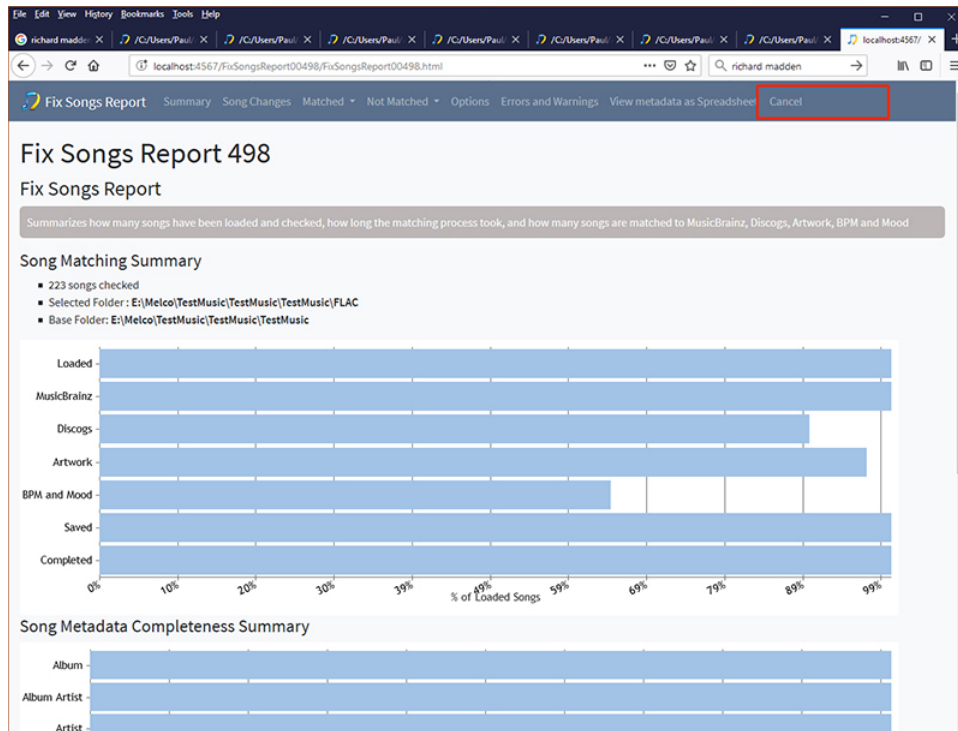 File Edit View History Bookmarks Tools Help
richard madden /C:/Users/Paul/ /C:/Users/Paul/ /C:/Users/Paul/ /C:/Users/Paul/ /C:/Users/Paul/ /C:/Users/Paul/ /C:/Users/Paul/ localhost:4567/
localhost:4567/FixSongsReport00498/FixSongsReport00498.html richard madden
Fix Songs Report Summary Song Changes Matched Not Matched Options Errors and Warnings View metadata as Spreadsheet Cancel
Fix Songs Report 498
Fix Songs Report
Summarizes how many songs have been loaded and checked, how long the matching process took, and how many songs are matched to MusicBrainz, Discogs, Artwork, BPM and Mood
Song Matching Summary
223 songs checked
Selected Folder : E:\Melco\TestMusic\TestMusic\TestMusic\FLAC
Base Folder: E:\Melco\TestMusic\TestMusic\TestMusic
Loaded
MusicBrainz
Discogs
Artwork
BPM and Mood
Saved
Completed
0% 10% 20% 30% 39% 49% 59% 69% 79% 89% 99%
% of Loaded Songs
Song Metadata Completeness Summary
Album
Album Artist
Artist